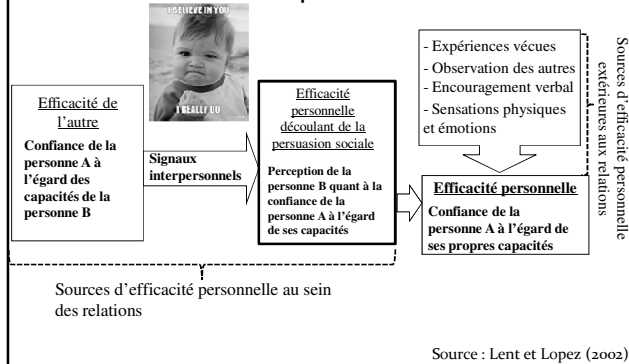 I BELIEVE IN YOU
I REALLY DO
Efficacité de
l'autre
Confiance de la
personne A à
l'égard des
capacités de la
personne B
Signaux
interpersonnels
Efficacité
personnelle
découlant de la
persuasion sociale
Perception de la
personne B quant à la
confiance de la
personne A à l'égard
de ses capacités
- Expériences vécues
- Observation des autres
- Encouragement verbal
- Sensations physiques
et émotions
Efficacité personnelle
Confiance de la
personne A à l'égard
de ses propres capacités
Sources d'efficacité personnelle
extérieures aux relations
Sources d'efficacité personnelle au sein
des relations
Source : Lent et Lopez (2002)